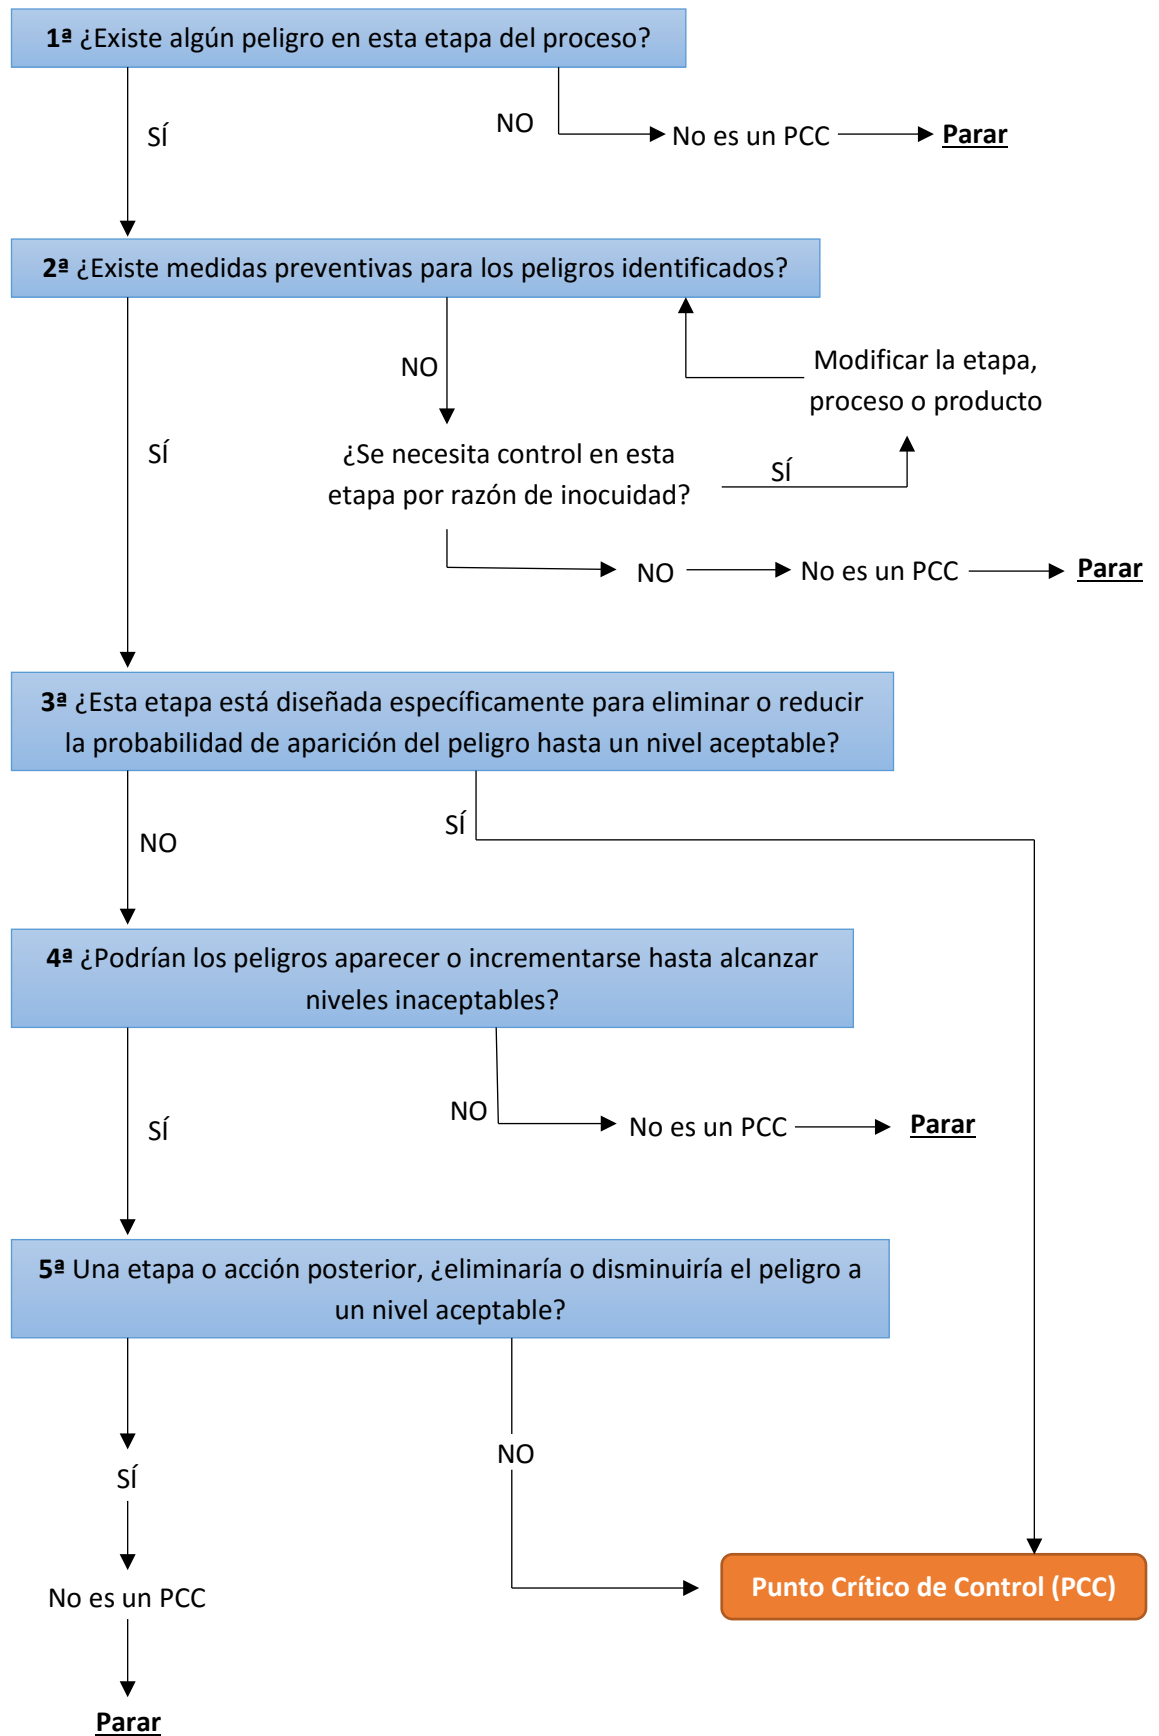 1ª ¿Existe algún peligro en esta etapa del proceso?
SÍ
NO
No es un PCC
Parar
2ª ¿Existe medidas preventivas para los peligros identificados?
SÍ
NO
Modificar la etapa,
proceso o producto
¿Se necesita control en esta
etapa por razón de inocuidad?
SÍ
NO
No es un PCC
Parar
3ª ¿Esta etapa está diseñada específicamente para eliminar o reducir
la probabilidad de aparición del peligro hasta un nivel aceptable?
NO
SÍ
4ª ¿Podrían los peligros aparecer o incrementarse hasta alcanzar
niveles inaceptables?
SÍ
NO
No es un PCC
Parar
5ª Una etapa o acción posterior, ¿eliminaría o disminuiría el peligro a
un nivel aceptable?
SÍ
NO
No es un PCC
Punto Crítico de Control (PCC)
Parar